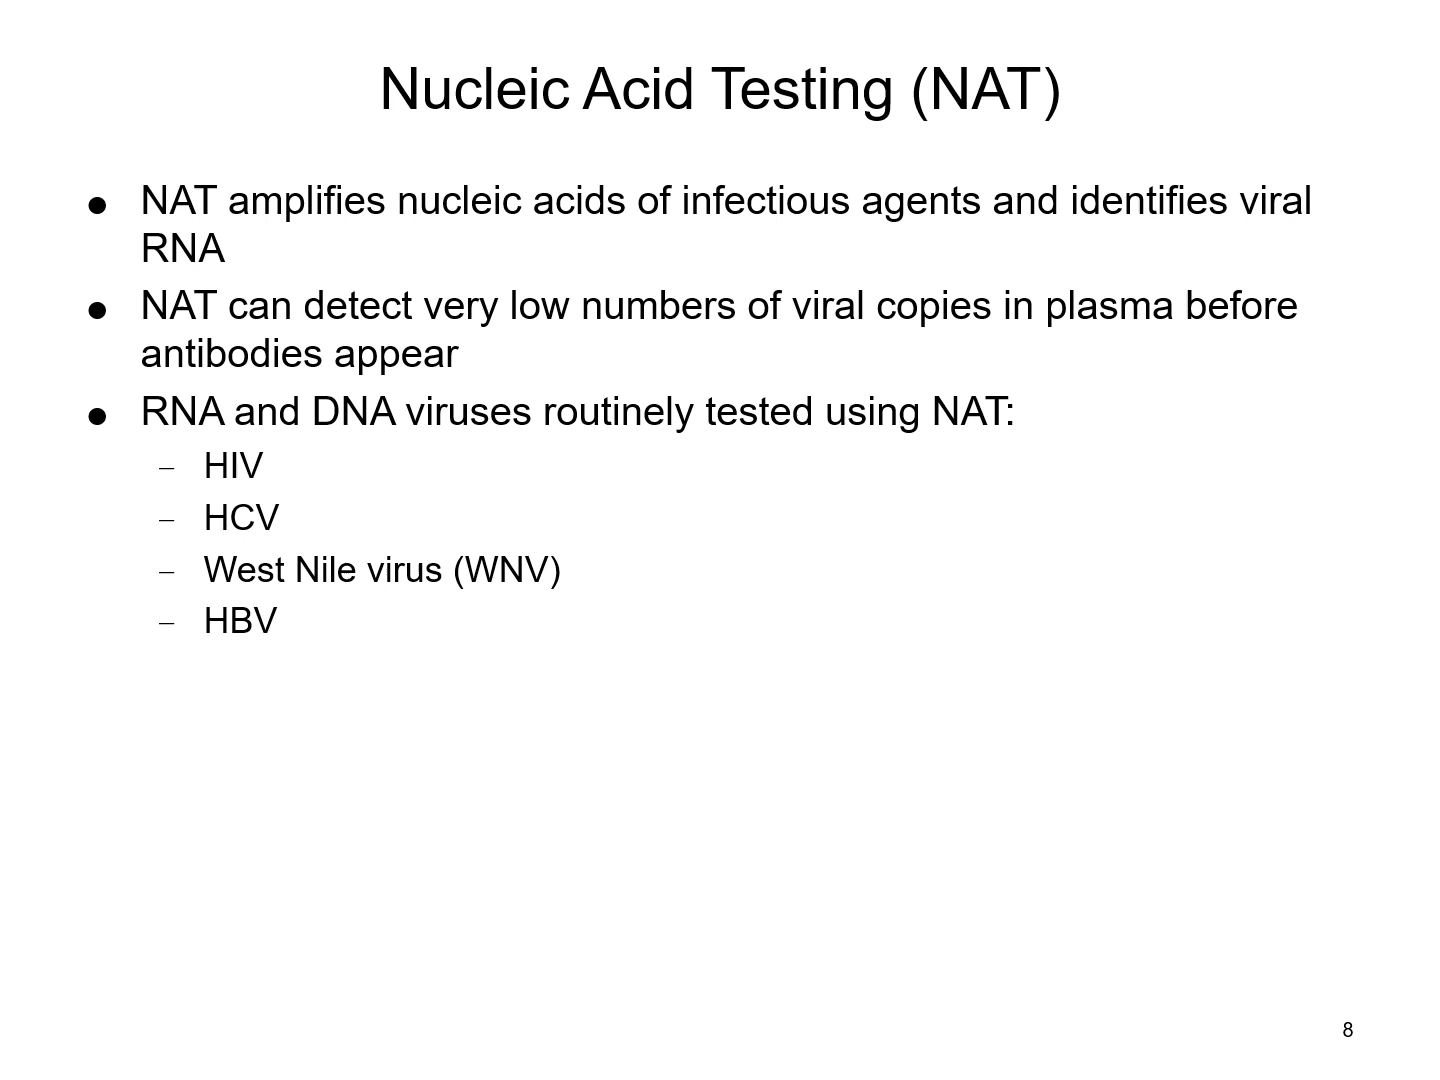 Nucleic Acid Testing (NAT)
● NAT amplifies nucleic acids of infectious agents and identifies viral
RNA
● NAT can detect very low numbers of viral copies in plasma before
antibodies appear
● RNA and DNA viruses routinely tested using NAT:
– HIV
– HCV
– West Nile virus (WNV)
– HBV
8